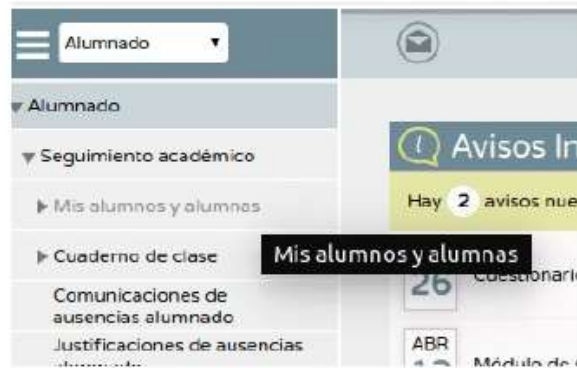 Alumnado
Alumnado
Seguimiento académico
Mis alumnos y alumnas
Cuaderno de clase
Comunicaciones de
ausencias alumnado
Justificaciones de ausencias
Avisos In
Hay 2 avisos nue
Mis alumnos y alumnas
26
Cuestionario
ABR
Módulo de